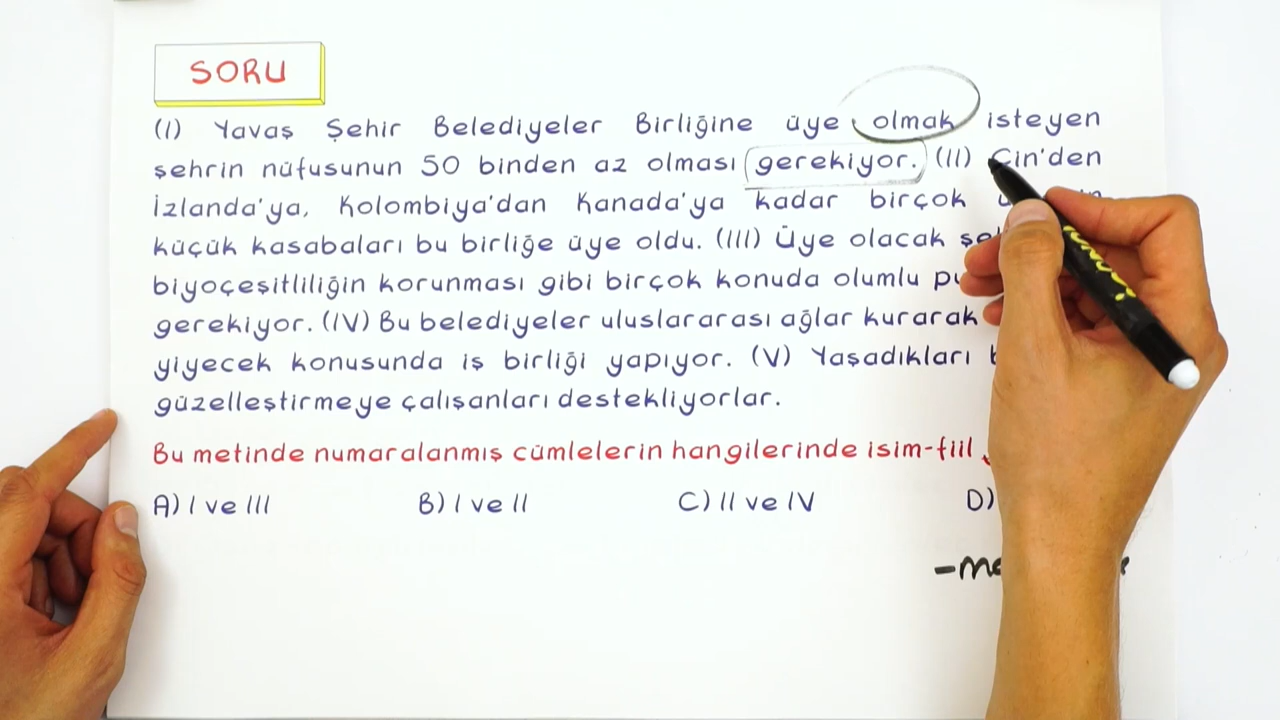 SORU
(I) Yavaş Şehir Belediyeler Birliğine üye olmak isteyen
şehrin nüfusunun 50 binden az olması gerekiyor. (II) Çin'den
İzlanda'ya, Kolombiya'dan Kanada'ya kadar birçok
küçük kasabaları bu birliğe üye oldu. (III) Üye olacak
biyoçeşitliliğin korunması gibi birçok konuda olumlu
gerekiyor. (IV) Bu belediyeler uluslararası ağlar kurarak
yiyecek konusunda iş birliği yapıyor. (V) Yaşadıkları
güzelleştirmeye çalışanları destekliyorlar.
Bu metinde numaralanmış cümlelerin hangilerinde isim-fiil
A) I ve III B) I ve II C) II ve IV D)